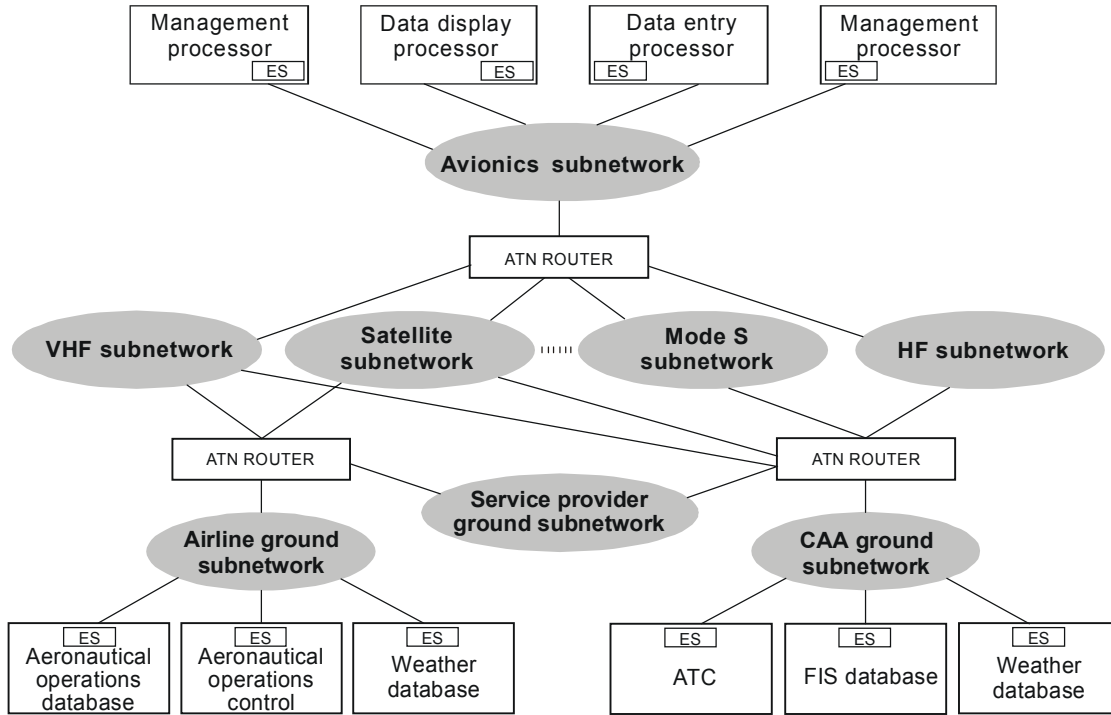 Management
processor
ES
Data display
processor
ES
Data entry
processor
ES
Management
processor
ES
Avionics subnetwork
ATN ROUTER
VHF subnetwork
Satellite
subnetwork
Mode S
subnetwork
HF subnetwork
ATN ROUTER
ATN ROUTER
Service provider
ground subnetwork
Airline ground
subnetwork
CAA ground
subnetwork
ES
Aeronautical
operations
database
ES
Aeronautical
operations
control
ES
Weather
database
ES
ATC
ES
FIS database
ES
Weather
database